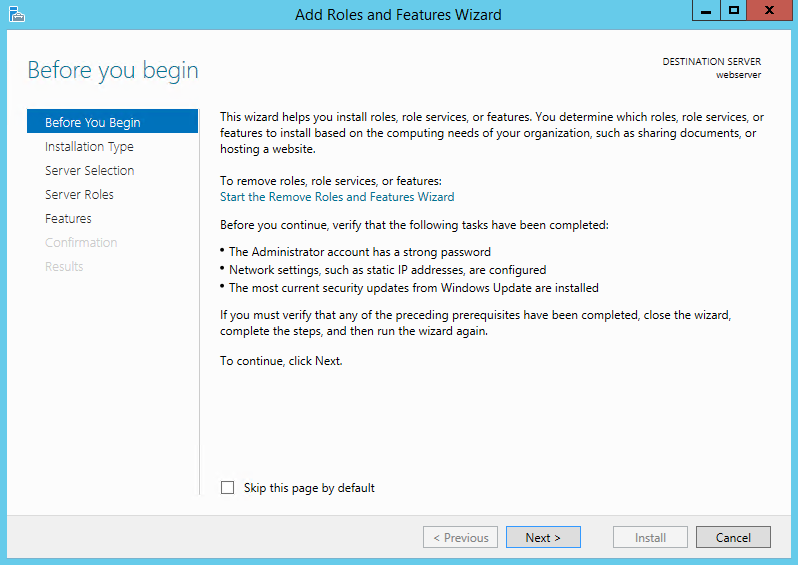 Add Roles and Features Wizard
Before you begin
DESTINATION SERVER
webserver
Before You Begin
Installation Type
Server Selection
Server Roles
Features
Confirmation
Results
This wizard helps you install roles, role services, or features. You determine which roles, role services, or
features to install based on the computing needs of your organization, such as sharing documents, or
hosting a website.
To remove roles, role services, or features:
Start the Remove Roles and Features Wizard
Before you continue, verify that the following tasks have been completed:
• The Administrator account has a strong password
• Network settings, such as static IP addresses, are configured
• The most current security updates from Windows Update are installed
If you must verify that any of the preceding prerequisites have been completed, close the wizard,
complete the steps, and then run the wizard again.
To continue, click Next.
Skip this page by default
< Previous
Next >
Install
Cancel